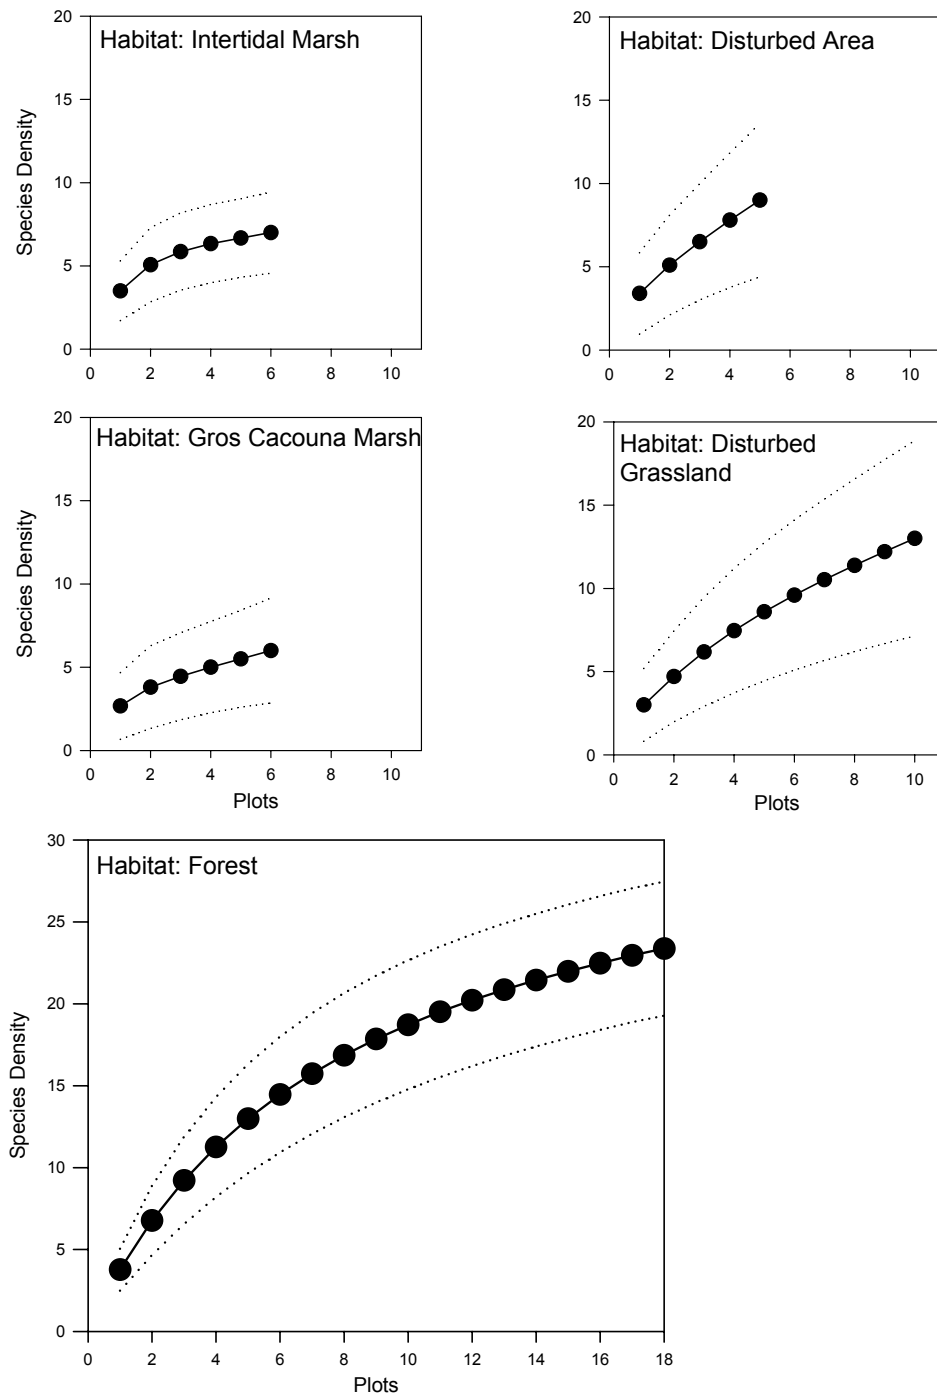 Habitat: Intertidal Marsh
Species Density
20
15
10
5
0
0 2 4 6 8 10
Habitat: Disturbed Area
20
15
10
5
0
0 2 4 6 8 10
Habitat: Gros Cacouna Marsh
Species Density
20
15
10
5
0
0 2 4 6 8 10
Plots
Habitat: Disturbed
Grassland
20
15
10
5
0
0 2 4 6 8 10
Plots
Habitat: Forest
Species Density
30
25
20
15
10
5
0
0 2 4 6 8 10 12 14 16 18
Plots